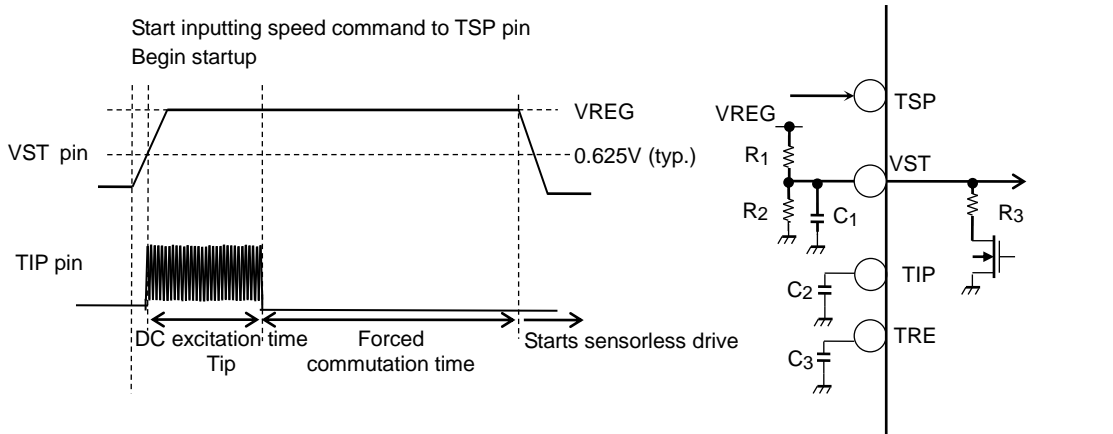 Start inputting speed command to TSP pin
Begin startup
VREG
VST pin
0.625V (typ.)
TIP pin
DC excitation time
Tip
Forced
commutation time
Starts sensorless drive
TSP
VREG
R1
VST
R2
C1
R3
C2
TIP
C3
TRE